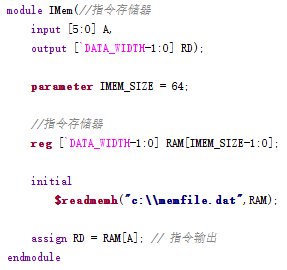 module IMem(//指令存储器
input [5:0] A,
output [`DATA_WIDTH-1:0] RD);
parameter IMEM_SIZE = 64;
//指令存储器
reg [`DATA_WIDTH-1:0] RAM[IMEM_SIZE-1:0];
initial
$readmemh("c:\\memfile.dat",RAM);
assign RD = RAM[A]; // 指令输出
endmodule